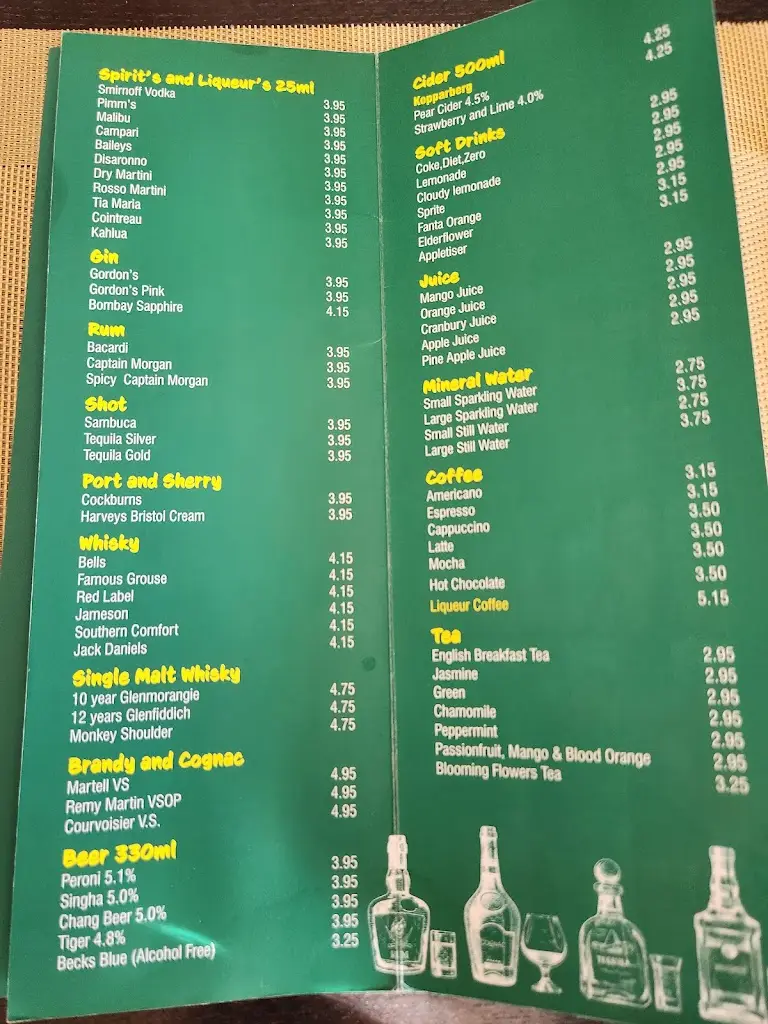 Spirit's and Liqueur's 25ml
Smirnoff Vodka 3.95
Pimm's 3.95
Malibu 3.95
Campari 3.95
Baileys 3.95
Disaronno 3.95
Dry Martini 3.95
Rosso Martini 3.95
Tia Maria 3.95
Cointreau 3.95
Kahlua 3.95
Gin
Gordon's 3.95
Gordon's Pink 3.95
Bombay Sapphire 4.15
Rum
Bacardi 3.95
Captain Morgan 3.95
Spicy Captain Morgan 3.95
Shot
Sambuca 3.95
Tequila Silver 3.95
Tequila Gold 3.95
Port and Sherry
Cockburns 3.95
Harveys Bristol Cream 3.95
Whisky
Bells 4.15
Famous Grouse 4.15
Red Label 4.15
Jameson 4.15
Southern Comfort 4.15
Jack Daniels 4.15
Single Malt Whisky
10 year Glenmorangie 4.75
12 years Glenfiddich 4.75
Monkey Shoulder 4.75
Brandy and Cognac
Martell VS 4.95
Remy Martin VSOP 4.95
Courvoisier V.S. 4.95
Beer 330ml
Peroni 5.1% 3.95
Singha 5.0% 3.95
Chang Beer 5.0% 3.95
Tiger 4.8% 3.95
Becks Blue (Alcohol Free) 3.25
Cider 500ml
Kopparberg
Pear Cider 4.5% 4.25
Strawberry and Lime 4.0% 4.25
Soft Drinks
Coke,Diet,Zero 2.95
Lemonade 2.95
Cloudy lemonade 2.95
Sprite 2.95
Fanta Orange 2.95
Elderflower 3.15
Appletiser 3.15
Juice
Mango Juice 2.95
Orange Juice 2.95
Cranbury Juice 2.95
Apple Juice 2.95
Pine Apple Juice 2.95
Mineral Water
Small Sparkling Water 2.75
Large Sparkling Water 3.75
Small Still Water 2.75
Large Still Water 3.75
Coffee
Americano 3.15
Espresso 3.15
Cappuccino 3.50
Latte 3.50
Mocha 3.50
Hot Chocolate 3.50
Liqueur Coffee 5.15
Tea
English Breakfast Tea 2.95
Jasmine 2.95
Green 2.95
Chamomile 2.95
Peppermint 2.95
Passionfruit, Mango & Blood Orange 2.95
Blooming Flowers Tea 3.25
RUM
TEQUILA